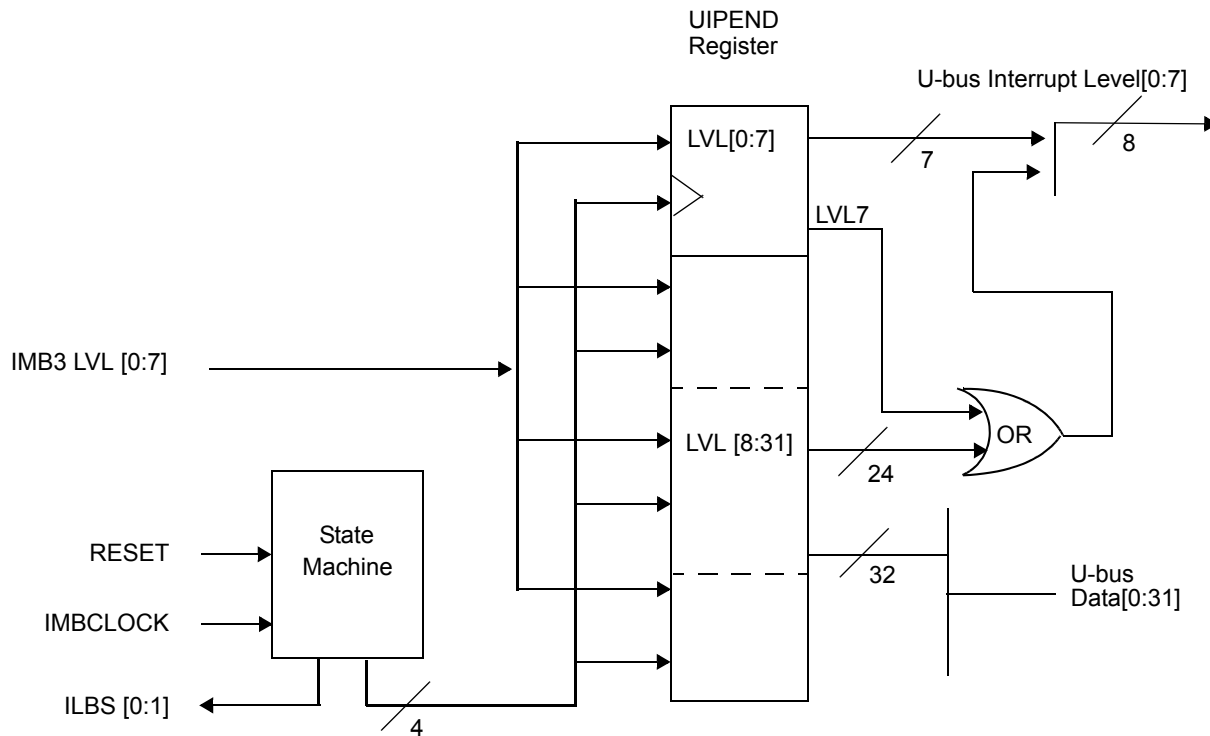 UIPEND
Register
U-bus Interrupt Level[0:7]
LVL[0:7]
7
8
LVL7
IMB3 LVL [0:7]
LVL [8:31]
OR
24
State
Machine
RESET
32
U-bus
Data[0:31]
IMBCLOCK
ILBS [0:1]
4